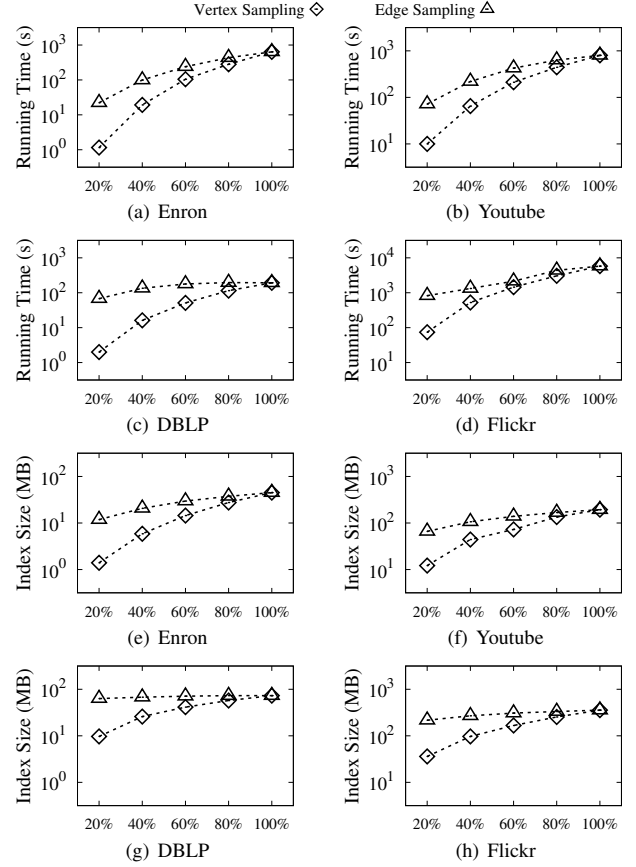 Vertex Sampling Edge Sampling
Running Time (s)
10^3
10^2
10^1
10^0
20% 40% 60% 80% 100%
(a) Enron
Running Time (s)
10^3
10^2
10^1
20% 40% 60% 80% 100%
(b) Youtube
Running Time (s)
10^3
10^2
10^1
10^0
20% 40% 60% 80% 100%
(c) DBLP
Running Time (s)
10^4
10^3
10^2
10^1
20% 40% 60% 80% 100%
(d) Flickr
Index Size (MB)
10^2
10^1
10^0
20% 40% 60% 80% 100%
(e) Enron
Index Size (MB)
10^3
10^2
10^1
20% 40% 60% 80% 100%
(f) Youtube
Index Size (MB)
10^2
10^1
10^0
20% 40% 60% 80% 100%
(g) DBLP
Index Size (MB)
10^3
10^2
10^1
20% 40% 60% 80% 100%
(h) Flickr